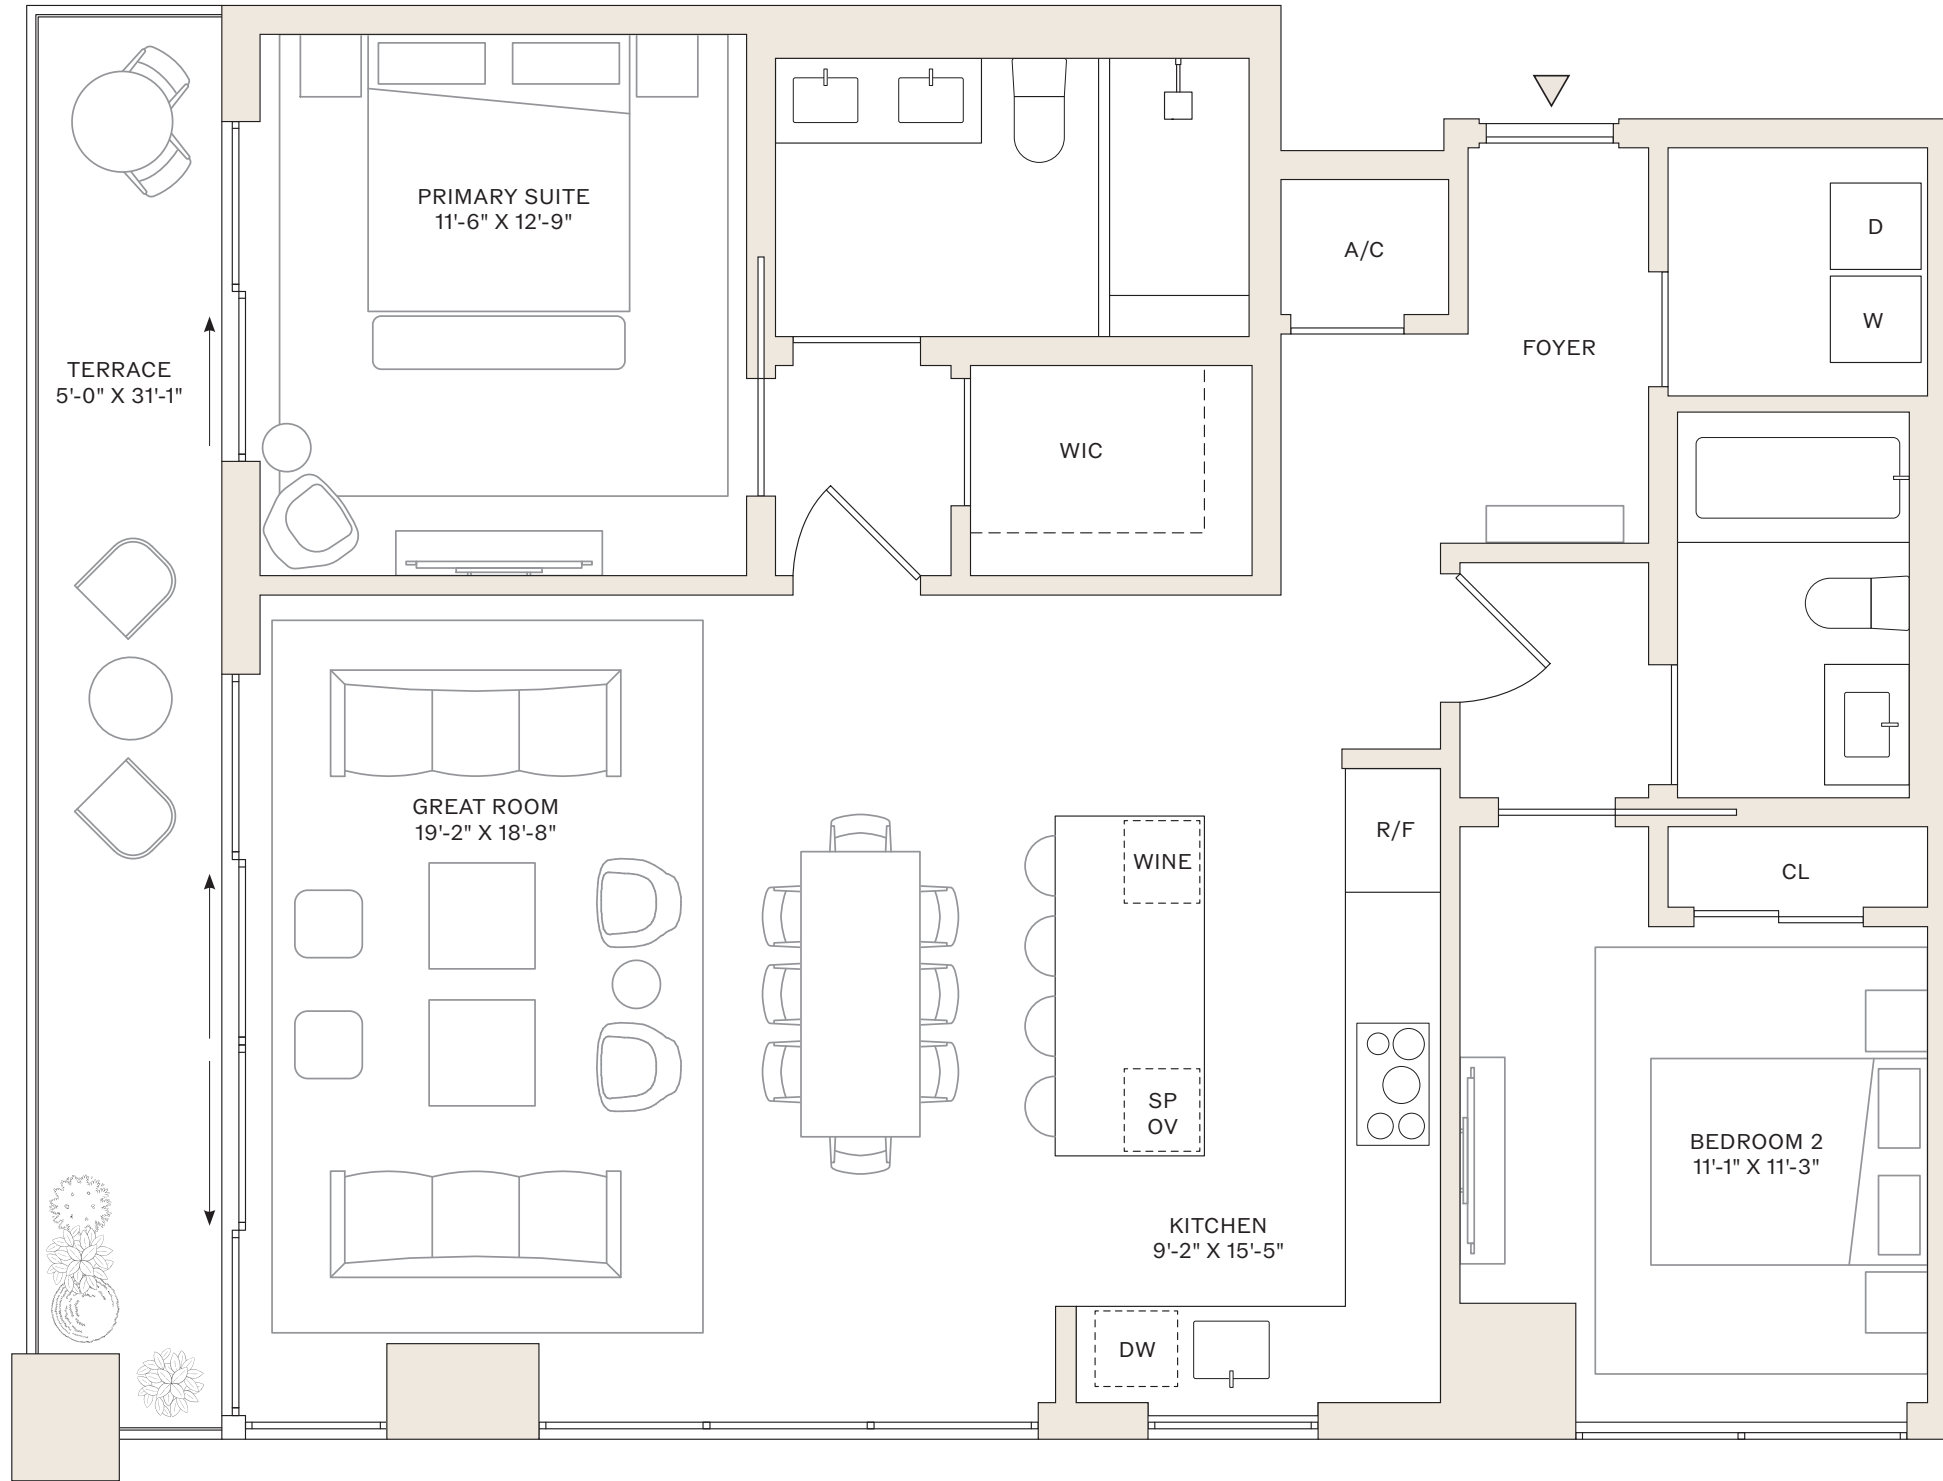 PRIMARY SUITE
11'-6" X 12'-9"
D
A/C
W
FOYER
TERRACE
5'-0" X 31'-1"
WIC
GREAT ROOM
19'-2" X 18'-8"
R/F
WINE
CL
SP
OV
BEDROOM 2
11'-1" X 11'-3"
KITCHEN
9'-2" X 15'-5"
DW